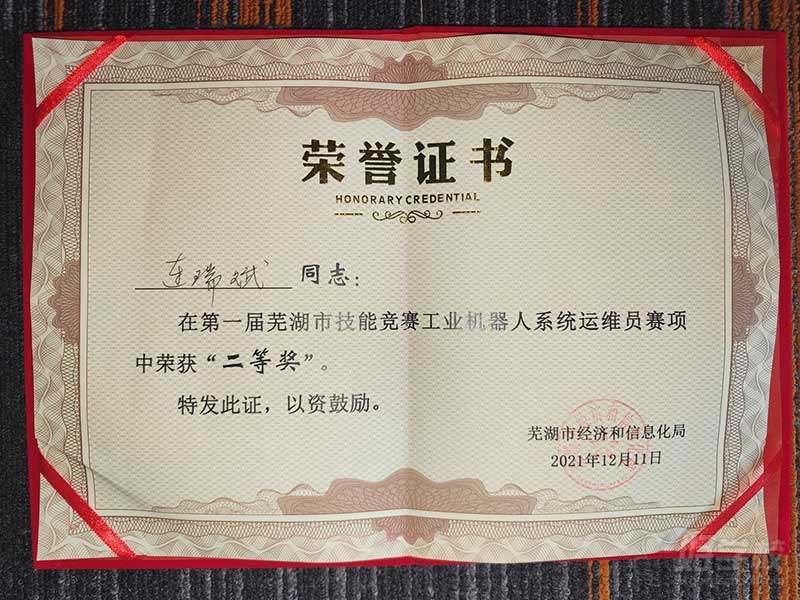 荣誉证书
HONORARY CREDENTIAL
连瑞斌 同志：
在第一届芜湖市技能竞赛工业机器人系统运维员赛项
中荣获“二等奖”。
特发此证，以资鼓励。
芜湖市经济和信息化局
2021年12月11日